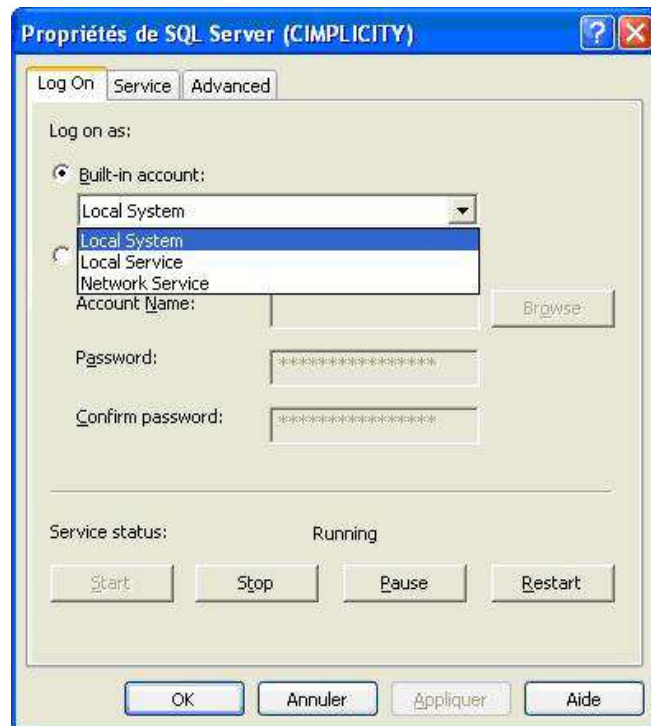 Propriétés de SQL Server (CIMPLICITY)
Log On Service Advanced
Log on as:
Built-in account:
Local System
Local System
Local Service
Network Service
Account Name:
Browse
Password:
****************
Confirm password:
****************
Service status: Running
Start Stop Pause Restart
OK Annuler Appliquer Aide